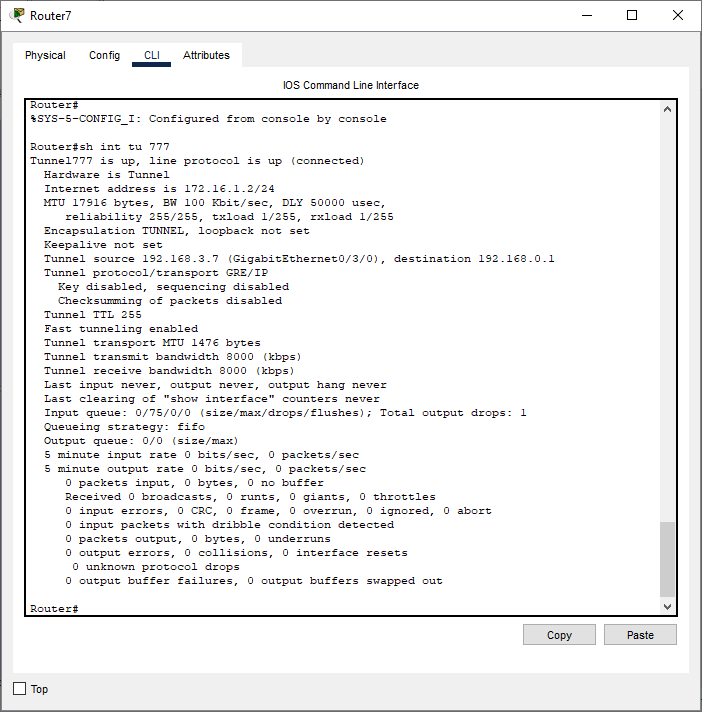 Router7
Physical Config CLI Attributes
IOS Command Line Interface
Router#
%SYS-5-CONFIG_I: Configured from console by console
Router#sh int tu 777
Tunnel777 is up, line protocol is up (connected)
Hardware is Tunnel
Internet address is 172.16.1.2/24
MTU 17916 bytes, BW 100 Kbit/sec, DLY 50000 usec,
reliability 255/255, txload 1/255, rxload 1/255
Encapsulation TUNNEL, loopback not set
Keepalive not set
Tunnel source 192.168.3.7 (GigabitEthernet0/3/0), destination 192.168.0.1
Tunnel protocol/transport GRE/IP
Key disabled, sequencing disabled
Checksumming of packets disabled
Tunnel TTL 255
Fast tunneling enabled
Tunnel transport MTU 1476 bytes
Tunnel transmit bandwidth 8000 (kbps)
Tunnel receive bandwidth 8000 (kbps)
Last input never, output never, output hang never
Last clearing of "show interface" counters never
Input queue: 0/75/0/0 (size/max/drops/flushes); Total output drops: 1
Queueing strategy: fifo
Output queue: 0/0 (size/max)
5 minute input rate 0 bits/sec, 0 packets/sec
5 minute output rate 0 bits/sec, 0 packets/sec
0 packets input, 0 bytes, 0 no buffer
Received 0 broadcasts, 0 runts, 0 giants, 0 throttles
0 input errors, 0 CRC, 0 frame, 0 overrun, 0 ignored, 0 abort
0 input packets with dribble condition detected
0 packets output, 0 bytes, 0 underruns
0 output errors, 0 collisions, 0 interface resets
0 unknown protocol drops
0 output buffer failures, 0 output buffers swapped out
Router#
Copy Paste
Top